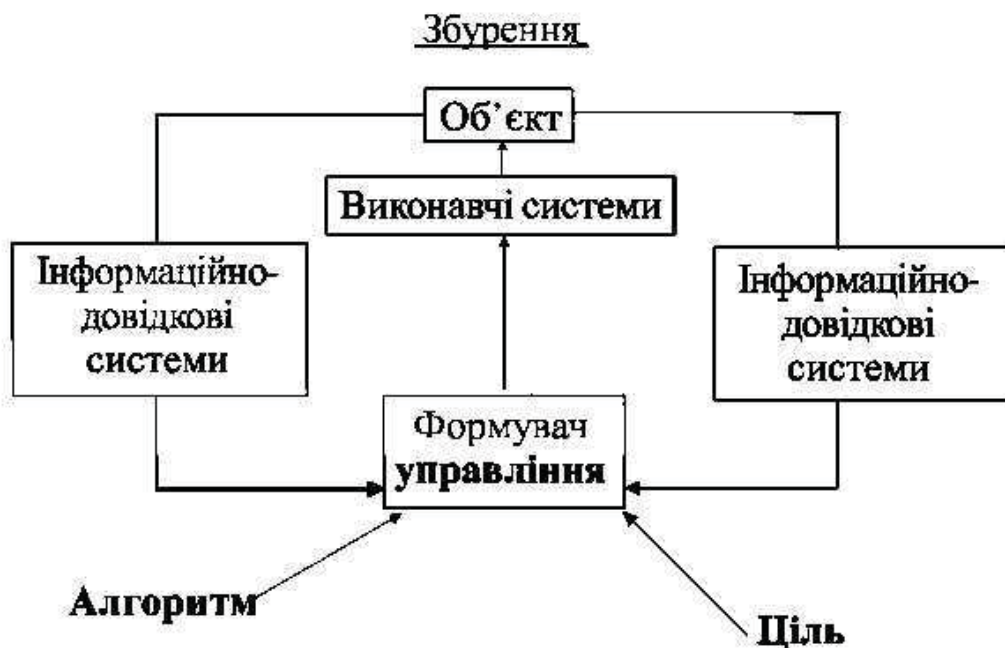 Збурення
Об’єкт
Виконавчі системи
Інформаційно-
довідкові
системи
Інформаційно-
довідкові
системи
Формувач
управління
Алгоритм
Ціль